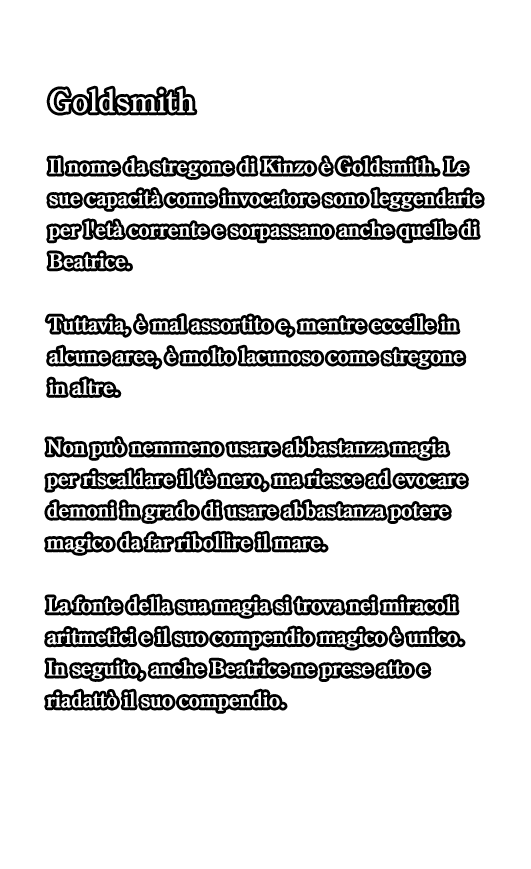 Goldsmith
Il nome da stregone di Kinzo è Goldsmith. Le
sue capacità come invocatore sono leggendarie
per l'età corrente e sorpassano anche quelle di
Beatrice.
Tuttavia, è mal assortito e, mentre eccelle in
alcune aree, è molto lacunoso come stregone
in altre.
Non può nemmeno usare abbastanza magia
per riscaldare il tè nero, ma riesce ad evocare
demoni in grado di usare abbastanza potere
magico da far ribollire il mare.
La fonte della sua magia si trova nei miracoli
aritmetici e il suo compendio magico è unico.
In seguito, anche Beatrice ne prese atto e
riadattò il suo compendio.